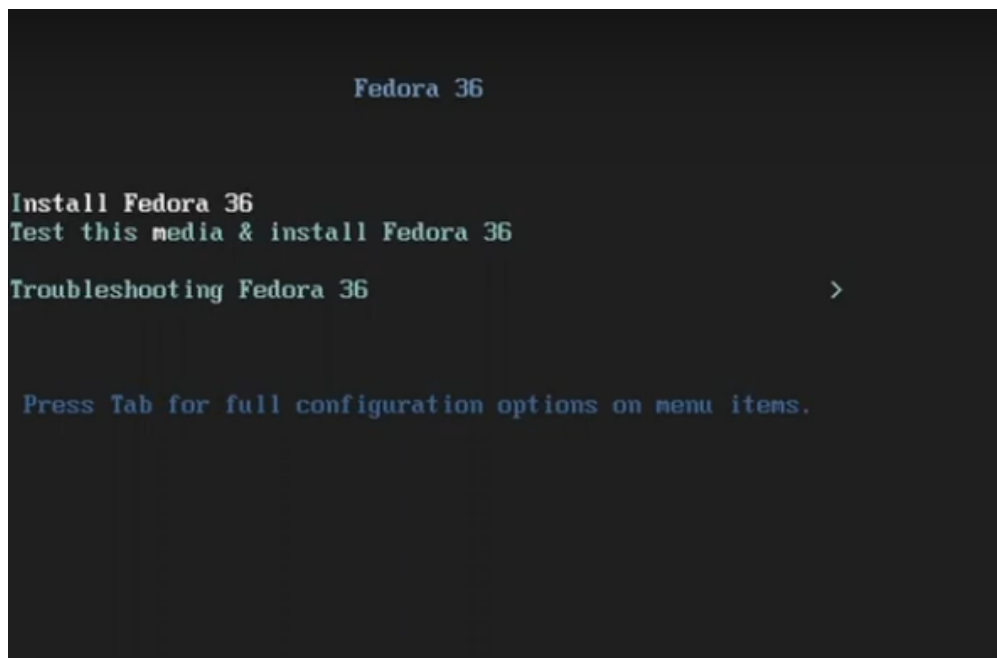 Fedora 36
Install Fedora 36
Test this media & install Fedora 36
Troubleshooting Fedora 36 >
Press Tab for full configuration options on menu items.